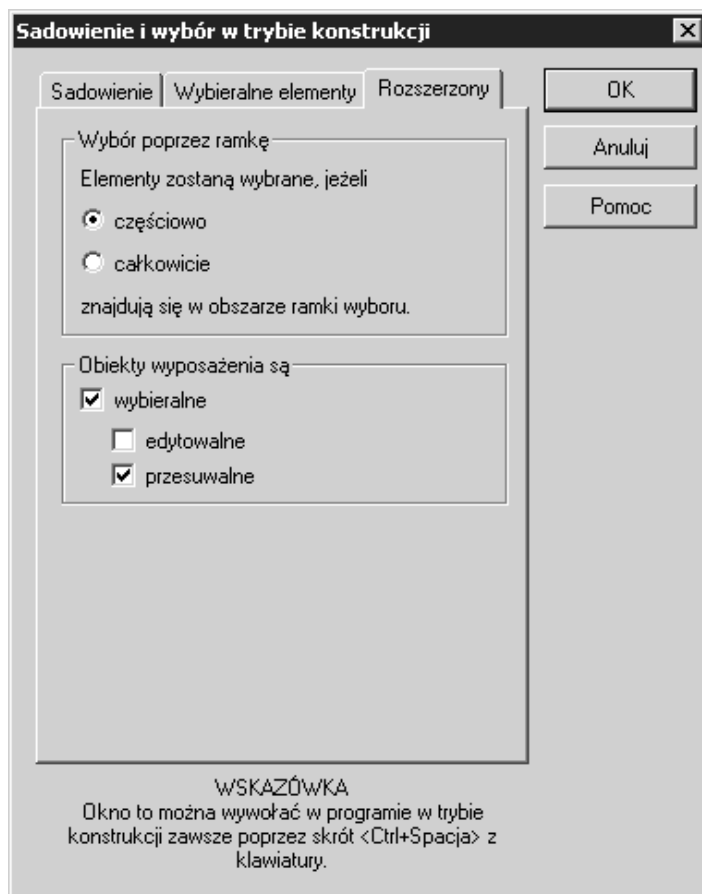 Sadowienie i wybór w trybie konstrukcji
Sadowienie
Wybieralne elementy
Rozszerzony
OK
Anuluj
Pomoc
Wybór poprzez ramkę
Elementy zostaną wybrane, jeżeli
częściowo
całkowicie
znajdują się w obszarze ramki wyboru.
Obiekty wyposażenia są
wybieralne
edytowalne
przesuwalne
WSKAZÓWKA
Okno to można wywołać w programie w trybie
konstrukcji zawsze poprzez skrót <Ctrl+Spacja> z
klawiatury.